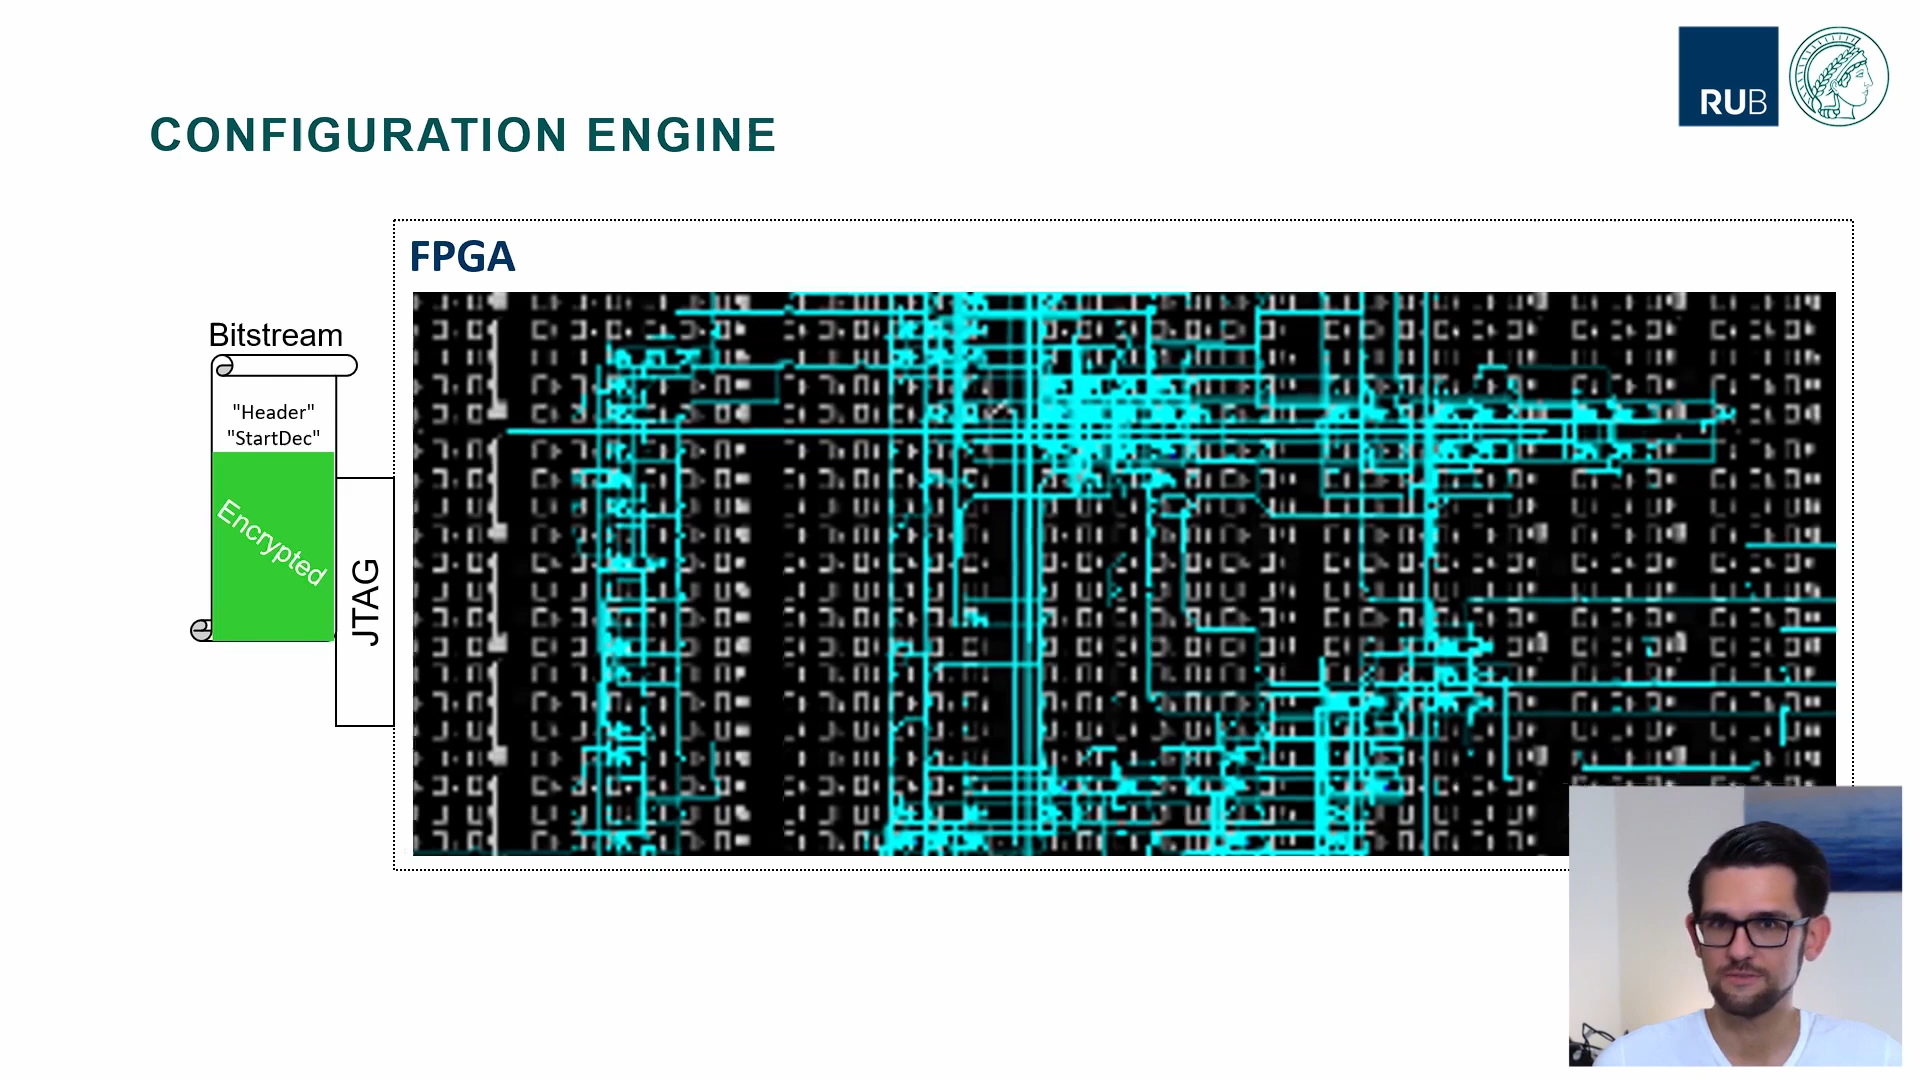 RUB
CONFIGURATION ENGINE
FPGA
Bitstream
"Header"
"StartDec"
Encrypted
JTAG